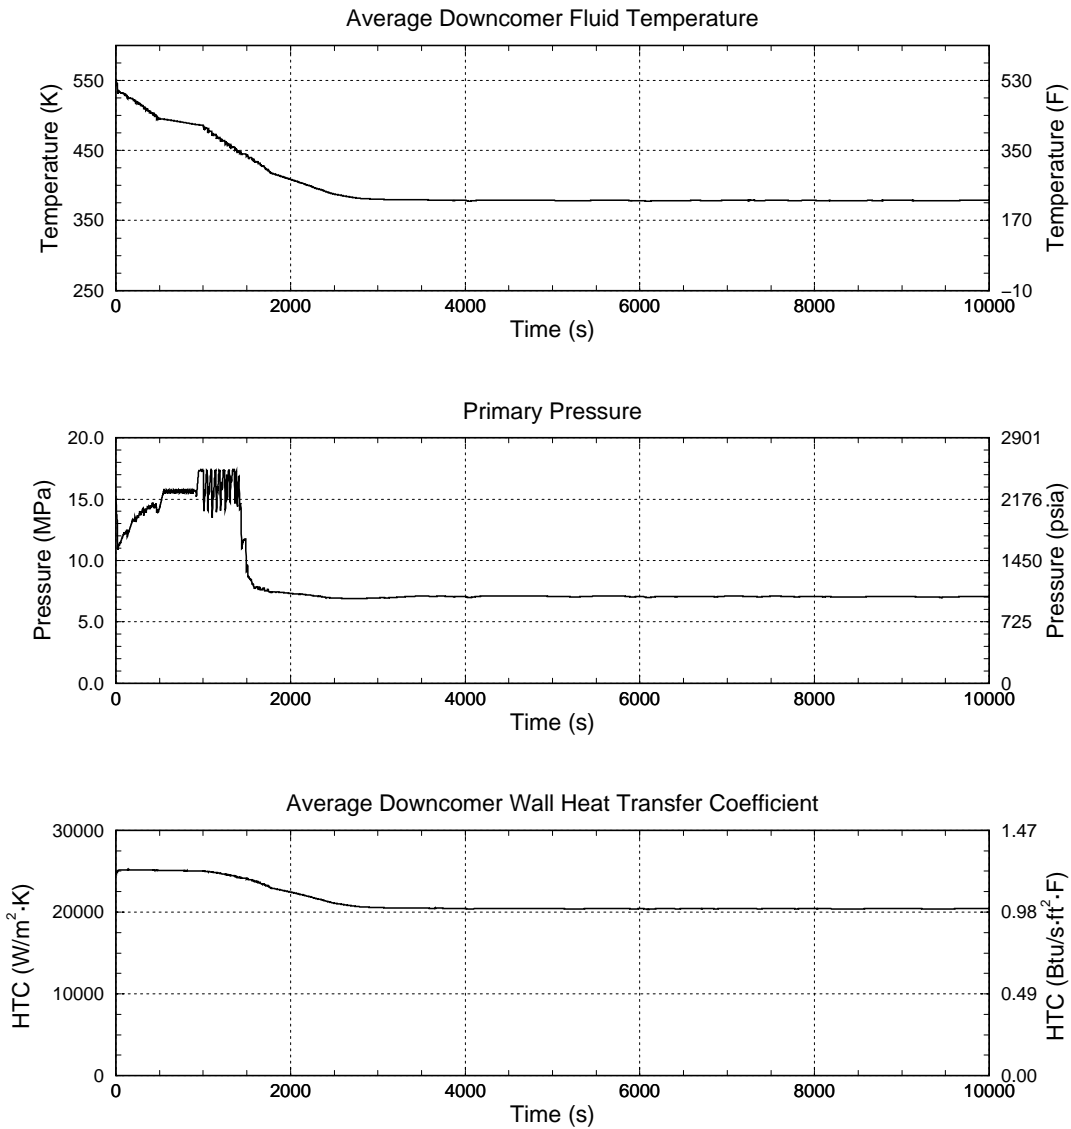 Average Downcomer Fluid Temperature
550
450
350
250
Temperature (K)
530
350
170
−10
Temperature (F)
0 2000 4000 6000 8000 10000
Time (s)
Primary Pressure
20.0
15.0
10.0
5.0
0.0
Pressure (MPa)
2901
2176
1450
725
0
Pressure (psia)
0 2000 4000 6000 8000 10000
Time (s)
Average Downcomer Wall Heat Transfer Coefficient
30000
20000
10000
0
HTC (W/m²·K)
1.47
0.98
0.49
0.00
HTC (Btu/s·ft²·F)
0 2000 4000 6000 8000 10000
Time (s)